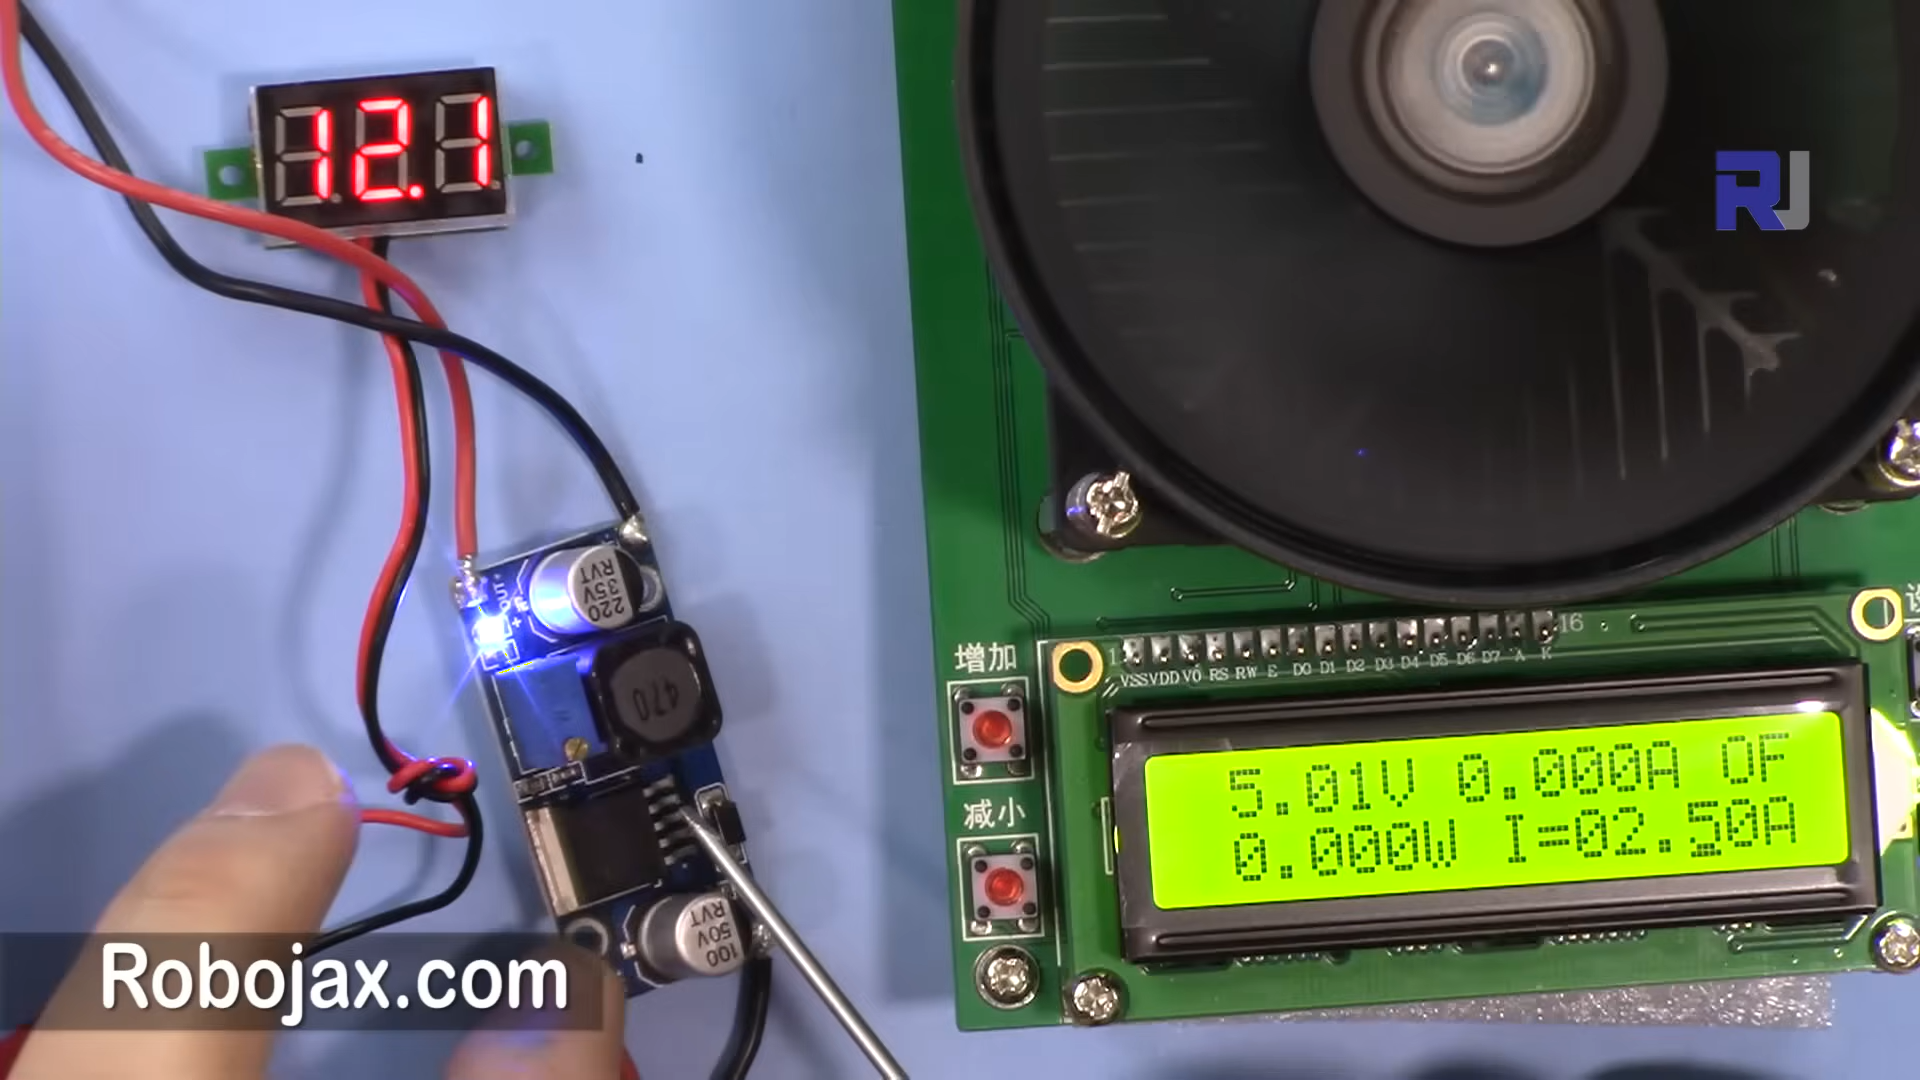 12.1
RJ
OUT+
220
35V
RVT
470
100
50V
RVT
增加
减小
1
16
VSS VDD V0 RS RW E D0 D1 D2 D3 D4 D5 D6 D7 A K
5.01V 0.000A OF
0.000W I=02.50A
Robojax.com